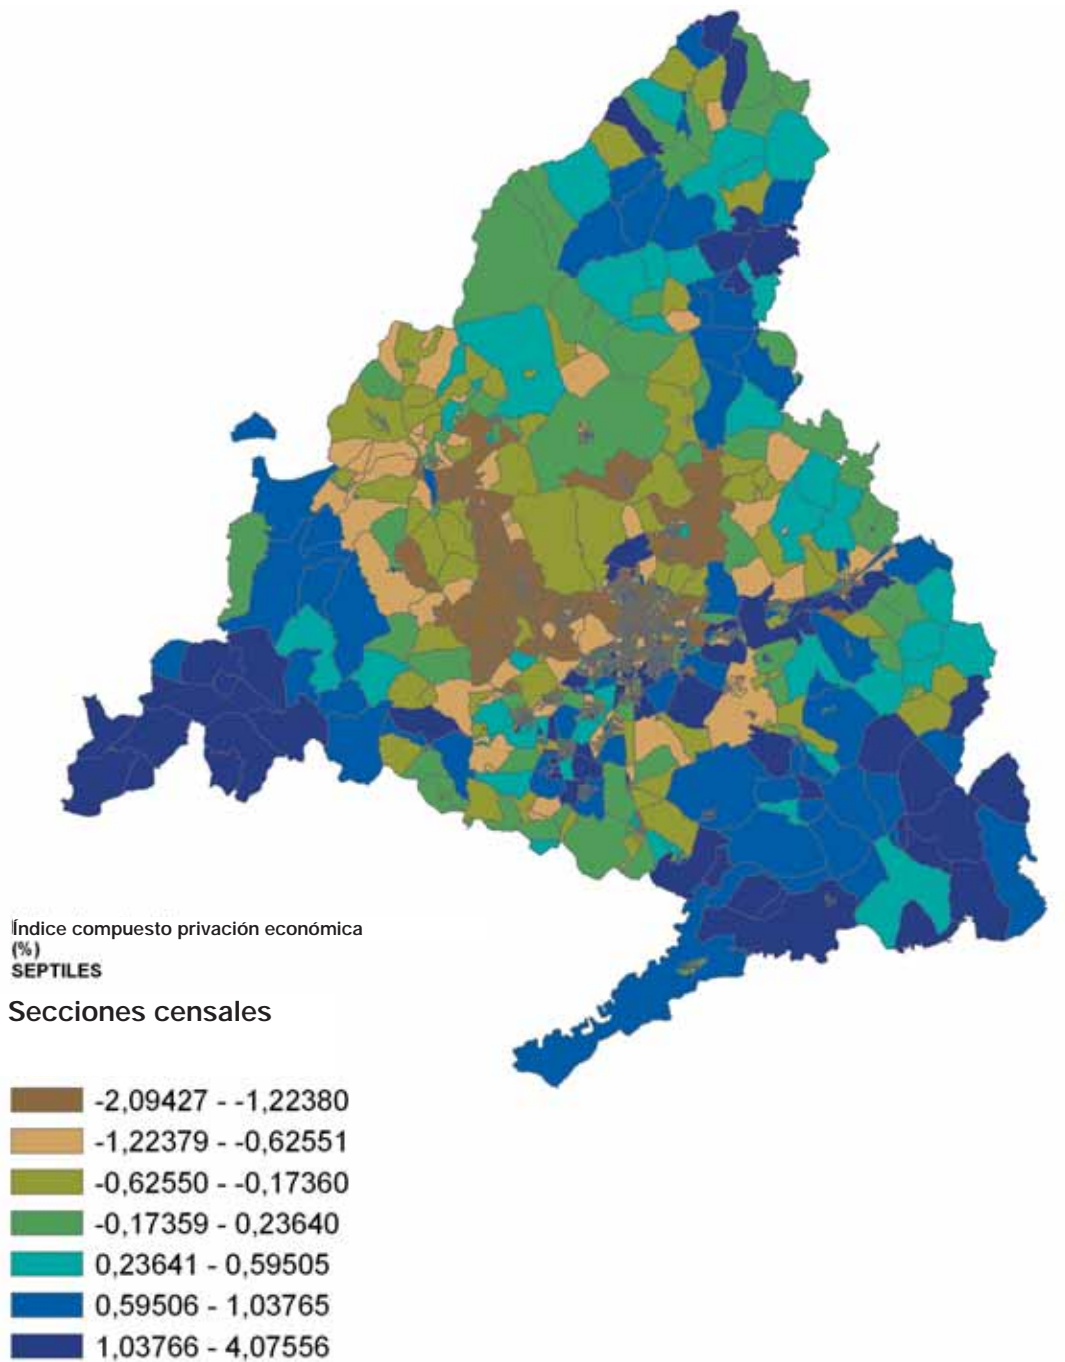 Índice compuesto privación económica
(%)
SEPTILES
Secciones censales
-2,09427 - -1,22380
-1,22379 - -0,62551
-0,62550 - -0,17360
-0,17359 - 0,23640
0,23641 - 0,59505
0,59506 - 1,03765
1,03766 - 4,07556